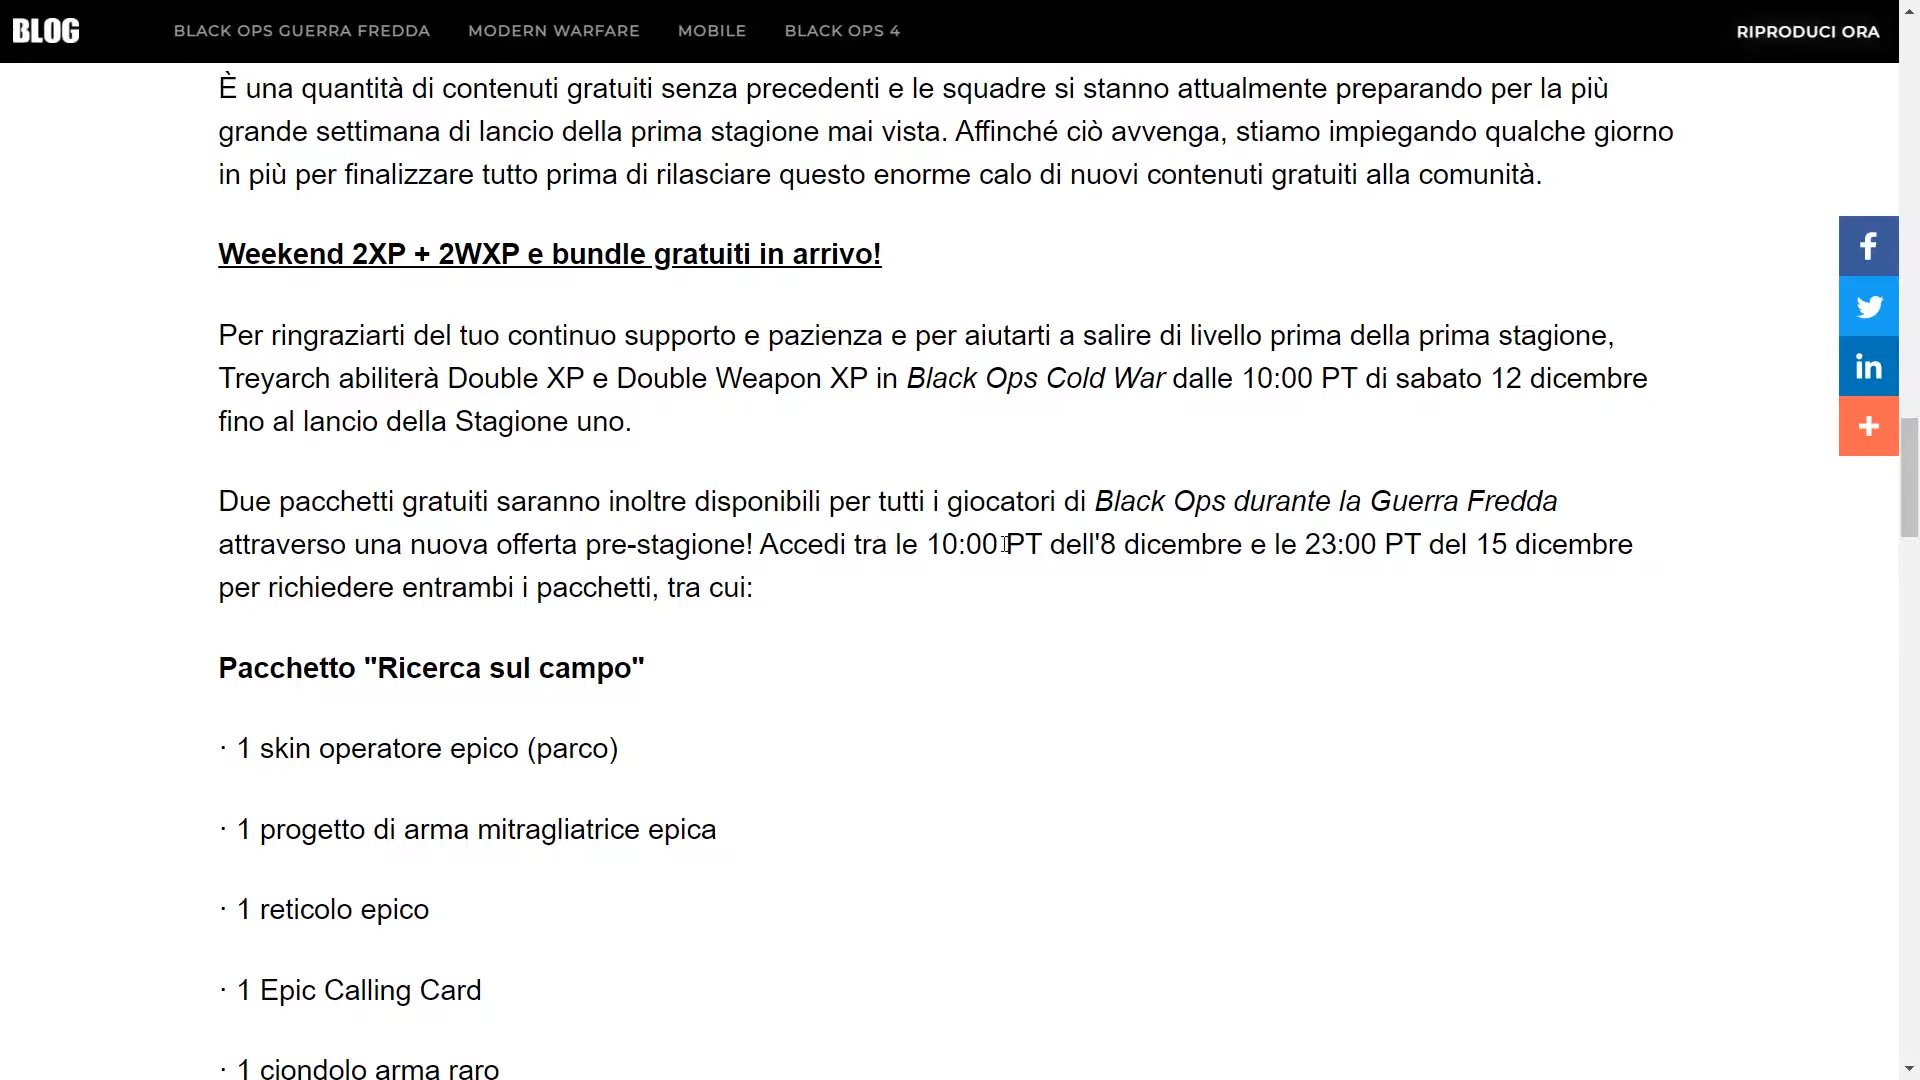 BLOG
BLACK OPS GUERRA FREDDA
MODERN WARFARE
MOBILE
BLACK OPS 4
RIPRODUCI ORA
È una quantità di contenuti gratuiti senza precedenti e le squadre si stanno attualmente preparando per la più
grande settimana di lancio della prima stagione mai vista. Affinché ciò avvenga, stiamo impiegando qualche giorno
in più per finalizzare tutto prima di rilasciare questo enorme calo di nuovi contenuti gratuiti alla comunità.
Weekend 2XP + 2WXP e bundle gratuiti in arrivo!
Per ringraziarti del tuo continuo supporto e pazienza e per aiutarti a salire di livello prima della prima stagione,
Treyarch abiliterà Double XP e Double Weapon XP in Black Ops Cold War dalle 10:00 PT di sabato 12 dicembre
fino al lancio della Stagione uno.
Due pacchetti gratuiti saranno inoltre disponibili per tutti i giocatori di Black Ops durante la Guerra Fredda
attraverso una nuova offerta pre-stagione! Accedi tra le 10:00 PT dell'8 dicembre e le 23:00 PT del 15 dicembre
per richiedere entrambi i pacchetti, tra cui:
Pacchetto "Ricerca sul campo"
· 1 skin operatore epico (parco)
· 1 progetto di arma mitragliatrice epica
· 1 reticolo epico
· 1 Epic Calling Card
· 1 ciondolo arma raro